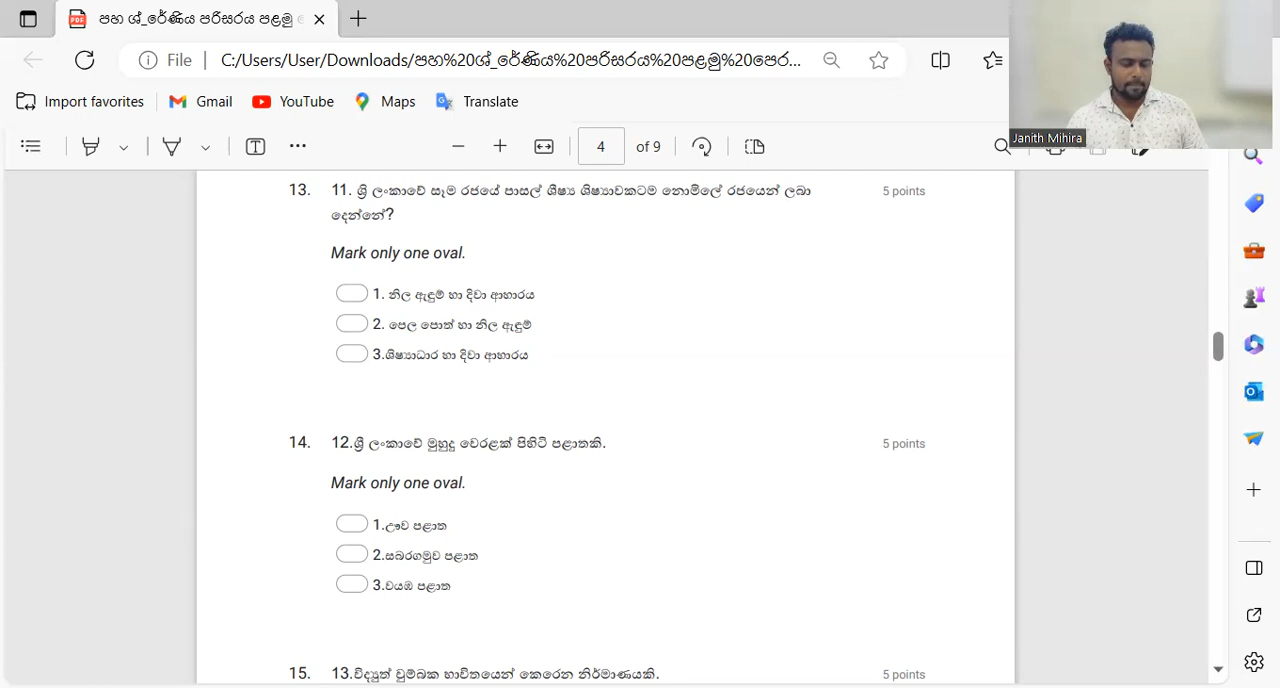 පහ ශ්_රේණිය පරිසරය පළමු
File
C:/Users/User/Downloads/පහ%20ශ්_රේණිය%20පරිසරය%20පළමු%20පෙර...
Import favorites
Gmail
YouTube
Maps
Translate
Janith Mihira
4 of 9
13. 11. ශ්‍රි ලංකාවේ සෑම රජයේ පාසල් ශිෂ්‍ය ශිෂ්‍යාවකටම නොමිලේ රජයෙන් ලබා 5 points
දෙන්නේ?
Mark only one oval.
1. නිල ඇඳුම් හා දිවා ආහාරය
2. පෙල පොත් හා නිල ඇඳුම්
3.ශිෂ්‍යාධාර හා දිවා ආහාරය
14. 12.ශ්‍රී ලංකාවේ මුහුදු වෙරළක් පිහිටි පළාතකි. 5 points
Mark only one oval.
1.ඌව පළාත
2.සබරගමුව පළාත
3.වයඹ පළාත
15. 13.විද්‍යුත් චුම්බක භාවිතයෙන් කෙරෙන නිර්මාණයකි. 5 points